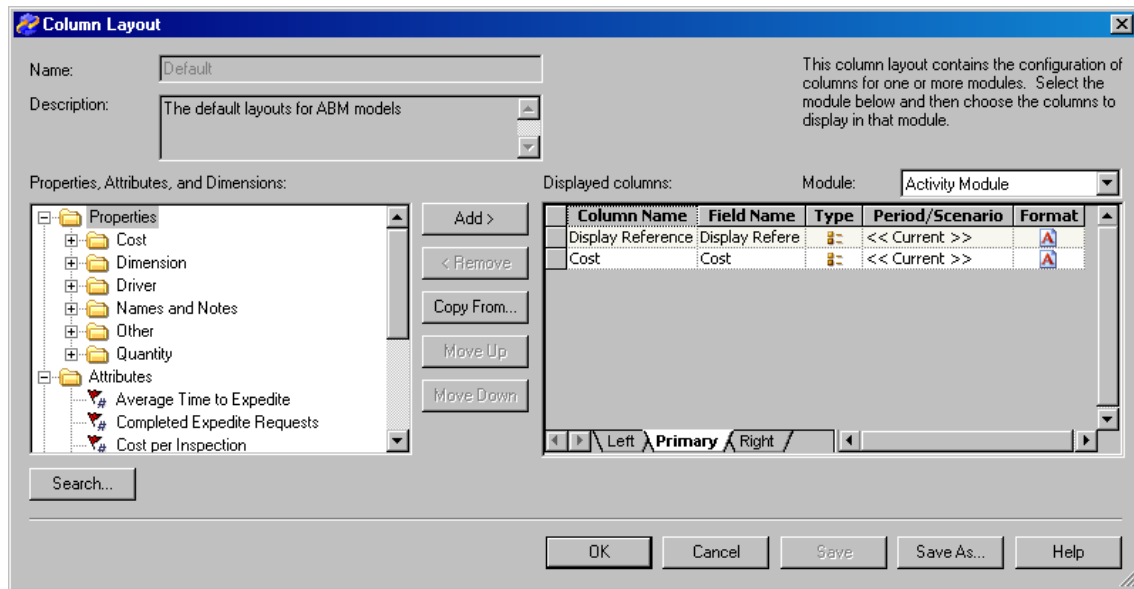 Column Layout
Name:
Default
Description:
The default layouts for ABM models
This column layout contains the configuration of
columns for one or more modules. Select the
module below and then choose the columns to
display in that module.
Properties, Attributes, and Dimensions:
Properties
Cost
Dimension
Driver
Names and Notes
Other
Quantity
Attributes
Average Time to Expedite
Completed Expedite Requests
Cost per Inspection
Add >
< Remove
Copy From...
Move Up
Move Down
Displayed columns:
Module:
Activity Module
Column Name Field Name Type Period/Scenario Format
Display Reference Display Refere << Current >>
Cost Cost << Current >>
Left Primary Right
Search...
OK Cancel Save Save As... Help